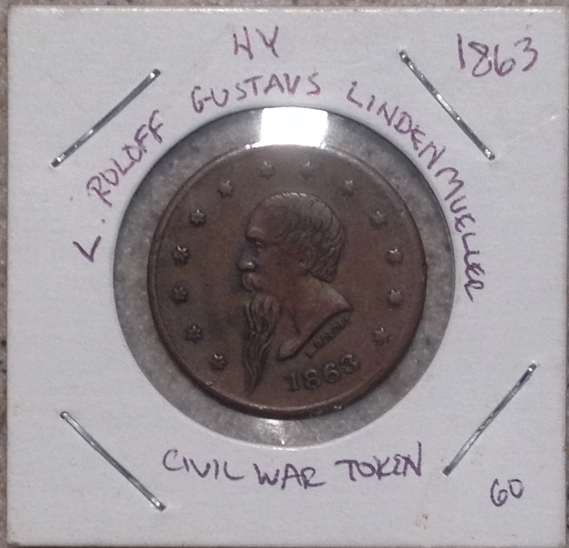 NY
1863
L. ROLOFF GUSTAVS LINDENMUELLER
1863
CIVIL WAR TOKEN
60